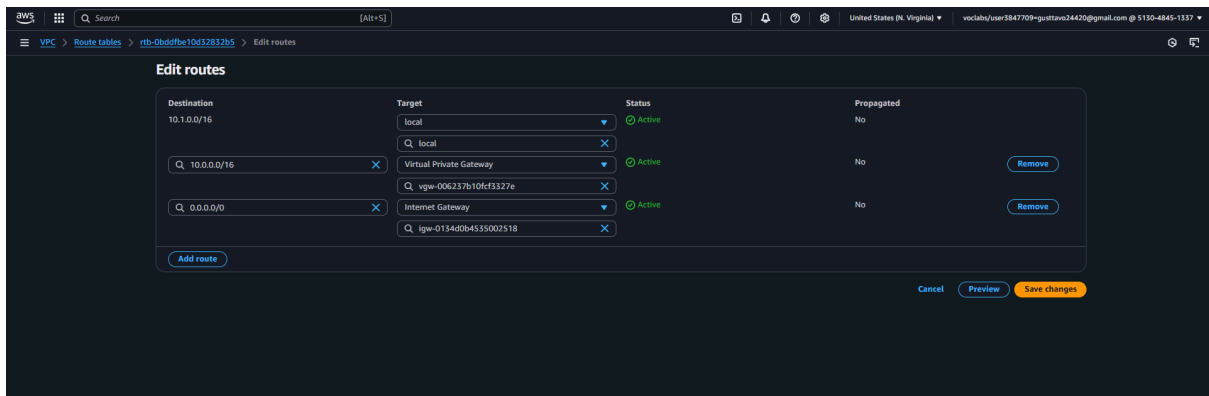 aws Search [Alt+S] United States (N. Virginia) voclabs/user3847709=gusttavo24420@gmail.com @ 5130-4845-1337
VPC > Route tables > rtb-0bddfbe10d32832b5 > Edit routes
Edit routes
Destination Target Status Propagated
10.1.0.0/16 local Active No
local
10.0.0.0/16 Virtual Private Gateway Active No Remove
vgw-006237b10fcf3327e
0.0.0.0/0 Internet Gateway Active No Remove
igw-0134d0b4535002518
Add route
Cancel Preview Save changes